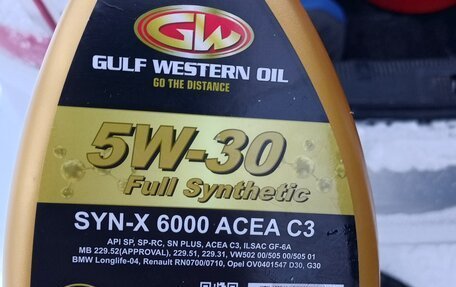 GW
GULF WESTERN OIL
GO THE DISTANCE
5W-30
Full Synthetic
SYN-X 6000 ACEA C3
API SP, SP-RC, SN PLUS, ACEA C3, ILSAC GF-6A
MB 229.52(APPROVAL), 229.51, 229.31, VW502 00/505 00/505 01
BMW Longlife-04, Renault RN0700/0710, Opel OV0401547 D30, G30